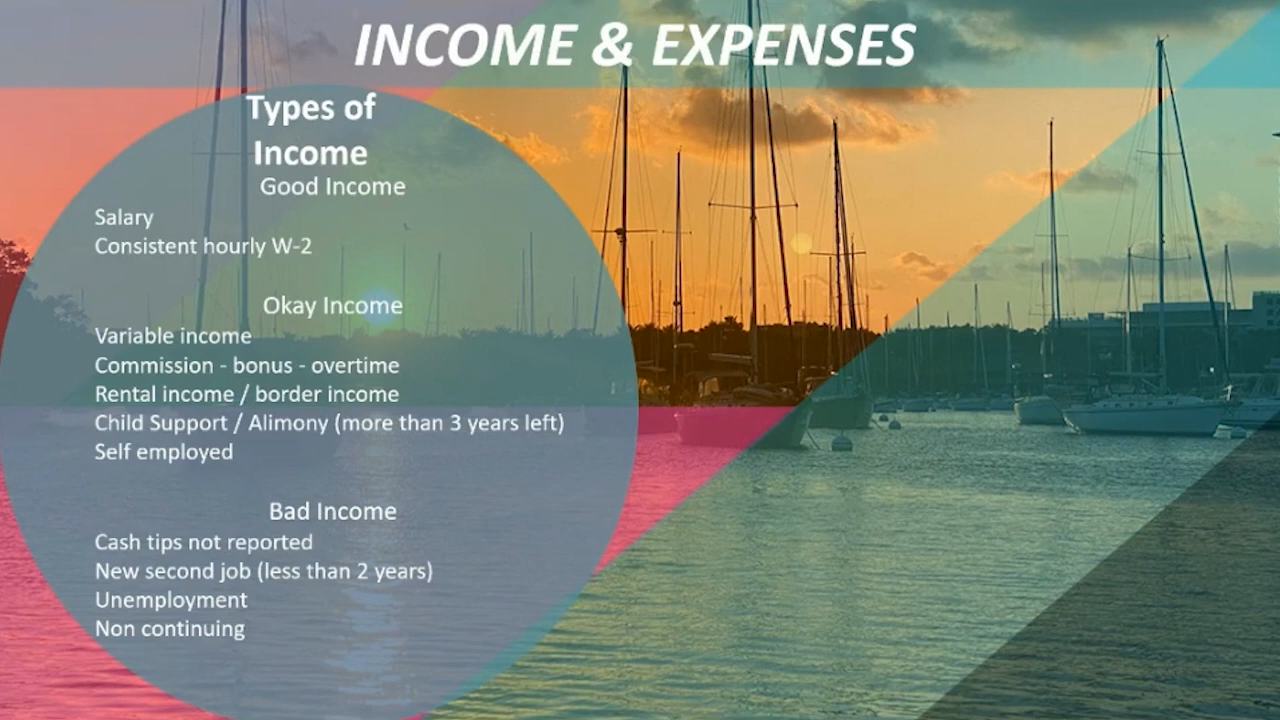 INCOME & EXPENSES
Types of
Income
Good Income
Salary
Consistent hourly W-2
Okay Income
Variable income
Commission - bonus - overtime
Rental income / border income
Child Support / Alimony (more than 3 years left)
Self employed
Bad Income
Cash tips not reported
New second job (less than 2 years)
Unemployment
Non continuing